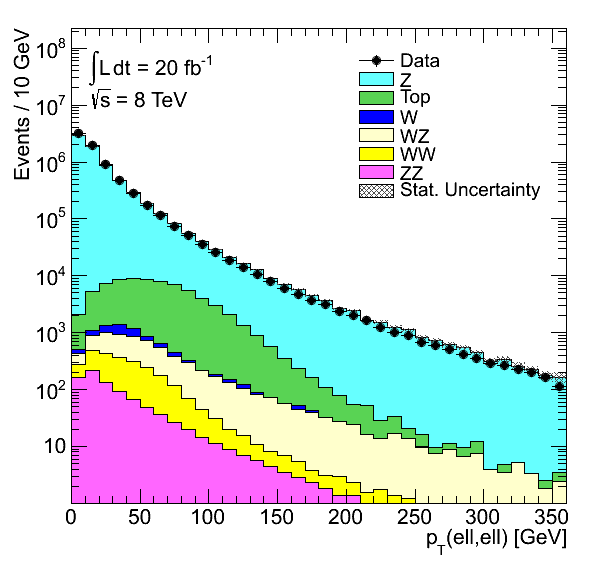 Events / 10 GeV
10⁸
10⁷
10⁶
10⁵
10⁴
10³
10²
10
∫L dt = 20 fb⁻¹
√s = 8 TeV
Data
Z
Top
W
WZ
WW
ZZ
Stat. Uncertainty
0 50 100 150 200 250 300 350
p_T(ell,ell) [GeV]